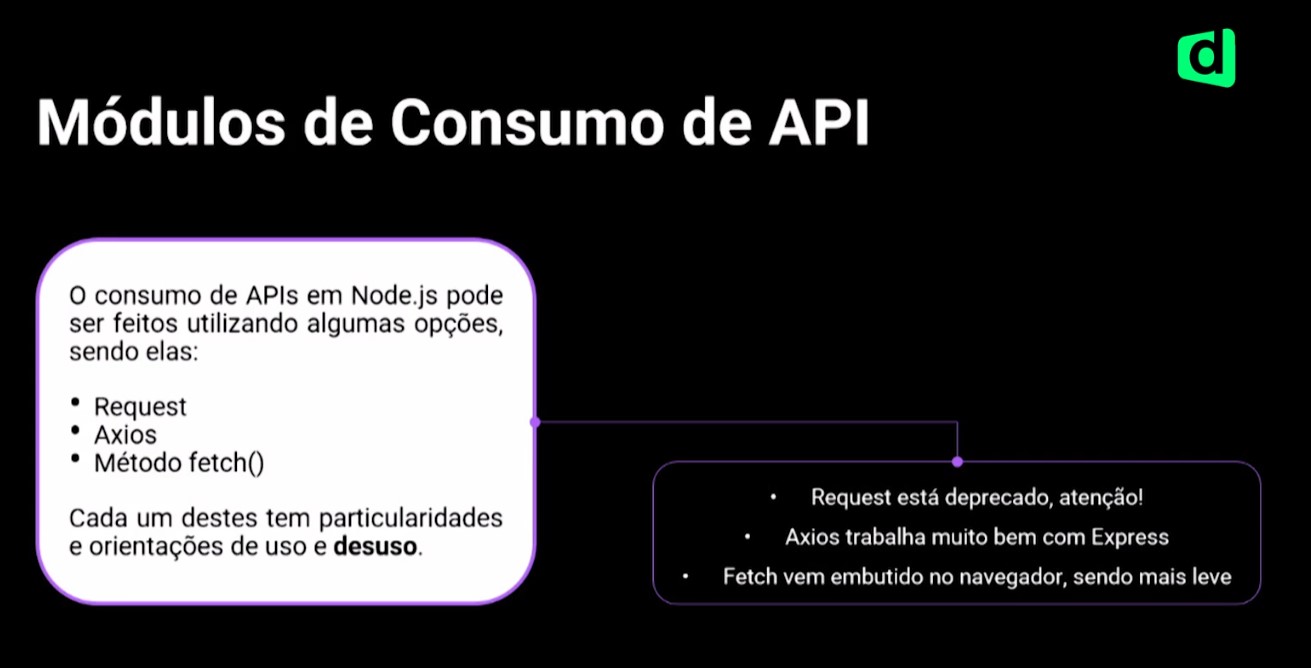 d
Módulos de Consumo de API
O consumo de APIs em Node.js pode
ser feitos utilizando algumas opções,
sendo elas:
• Request
• Axios
• Método fetch()
Cada um destes tem particularidades
e orientações de uso e desuso.
• Request está deprecado, atenção!
• Axios trabalha muito bem com Express
• Fetch vem embutido no navegador, sendo mais leve